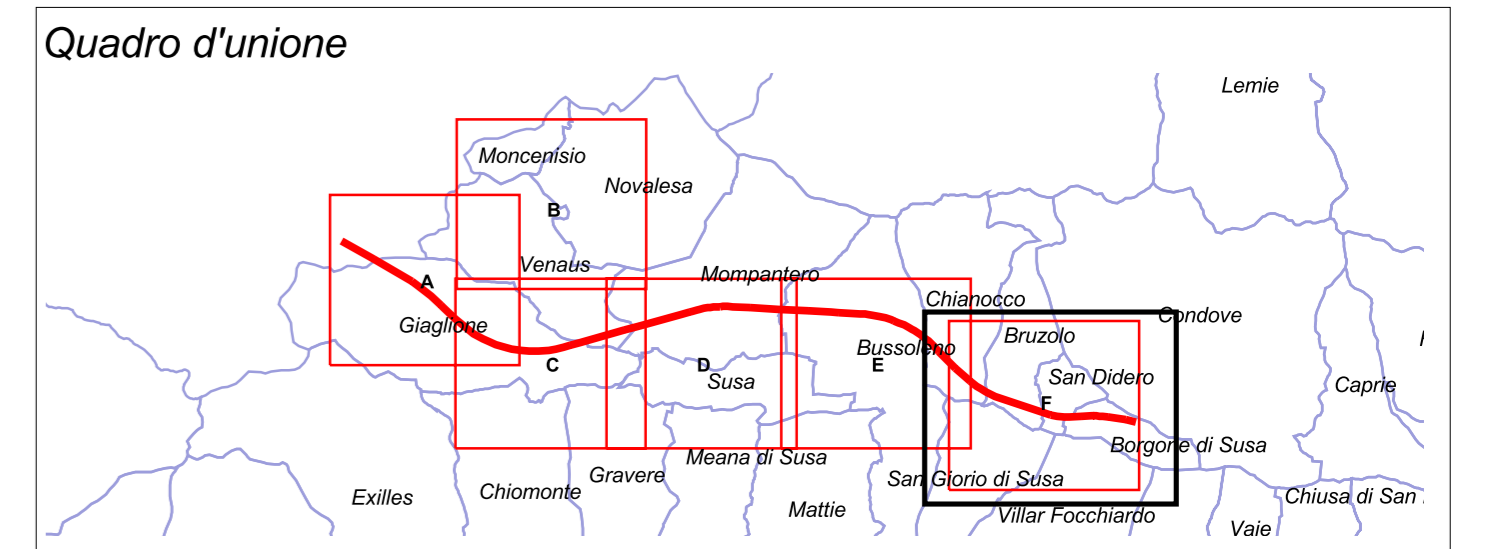 Quadro d'unione
Lemie
Moncenisio
Novalesa
B
Venaus
Mompantero
A
Chianocco
Condove
Giaglione
Bruzolo
Bussoleno
C
D
E
San Didero
Susa
Caprie
F
Borgone di Susa
Meana di Susa
Gravere
San Giorio di Susa
Chiomonte
Exilles
Chiusa di San
Mattie
Villar Focchiardo
Vaie